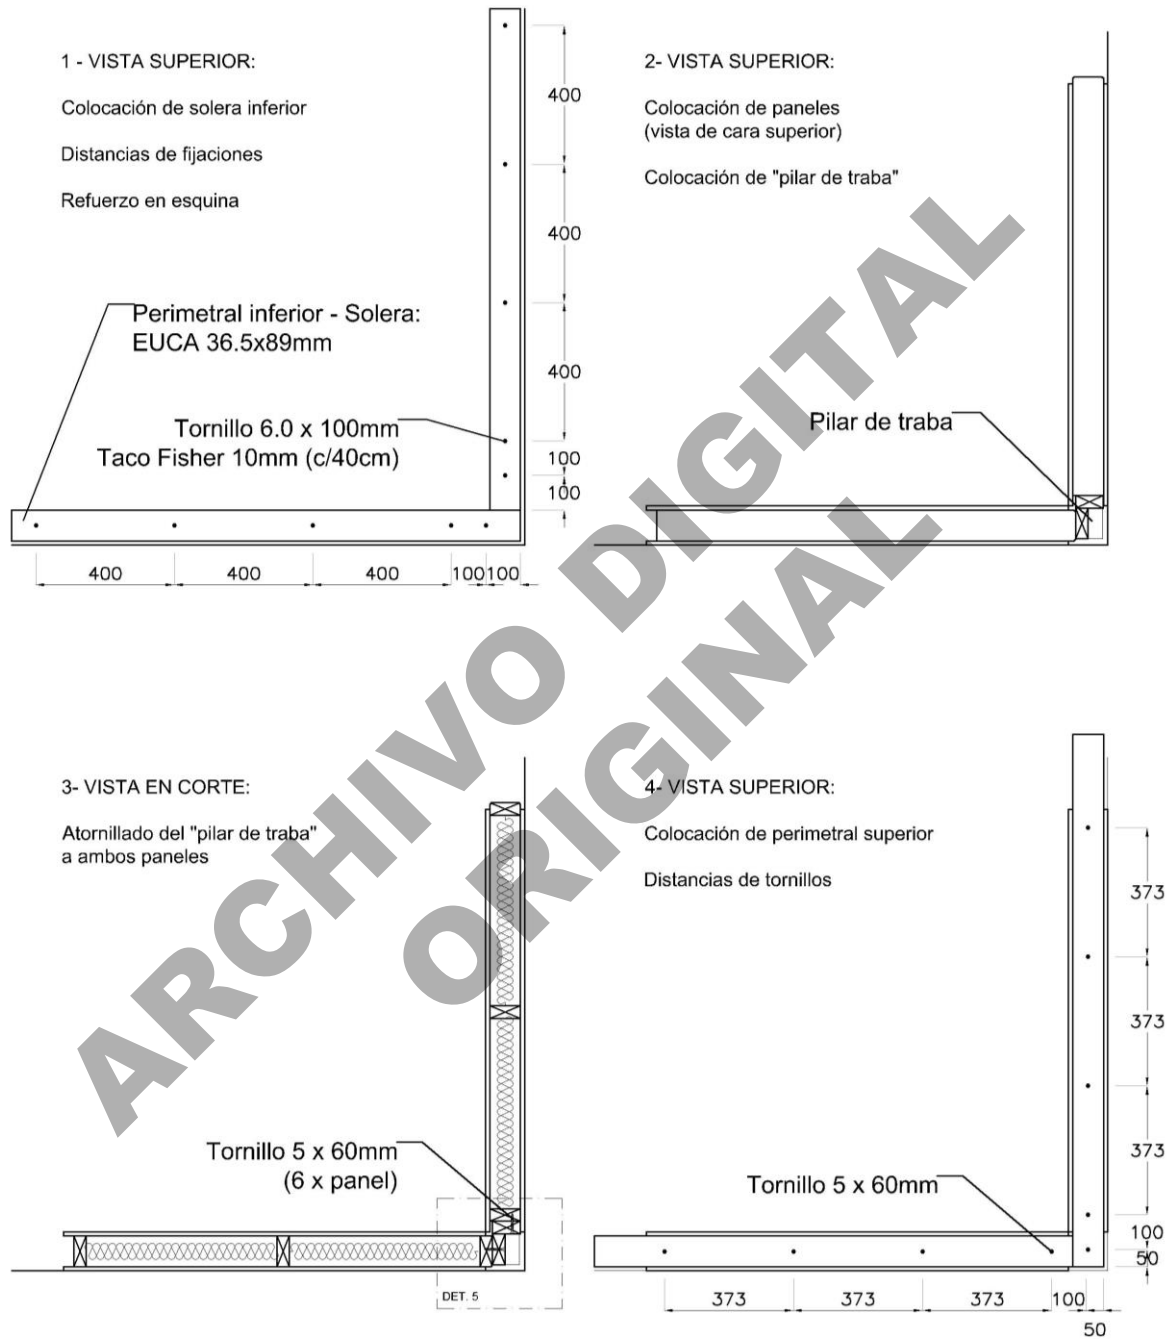 1 - VISTA SUPERIOR:
Colocación de solera inferior
Distancias de fijaciones
Refuerzo en esquina
Perimetral inferior - Solera:
EUCA 36.5x89mm
Tornillo 6.0 x 100mm
Taco Fisher 10mm (c/40cm)
400
400
400
100
100
400
400
400
100
100
2- VISTA SUPERIOR:
Colocación de paneles
(vista de cara superior)
Colocación de "pilar de traba"
Pilar de traba
3- VISTA EN CORTE:
Atornillado del "pilar de traba"
a ambos paneles
Tornillo 5 x 60mm
(6 x panel)
DET. 5
4- VISTA SUPERIOR:
Colocación de perimetral superior
Distancias de tornillos
Tornillo 5 x 60mm
373
373
373
100
50
373
373
373
100
50
ARCHIVO DIGITAL
ORIGINAL